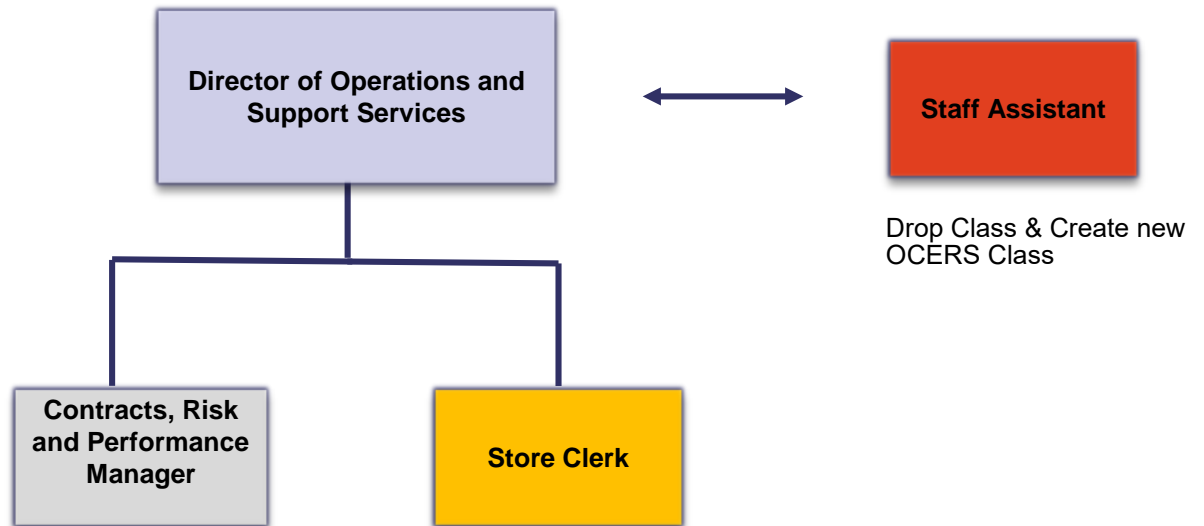 Director of Operations and
Support Services
Staff Assistant
Drop Class & Create new
OCERS Class
Contracts, Risk
and Performance
Manager
Store Clerk